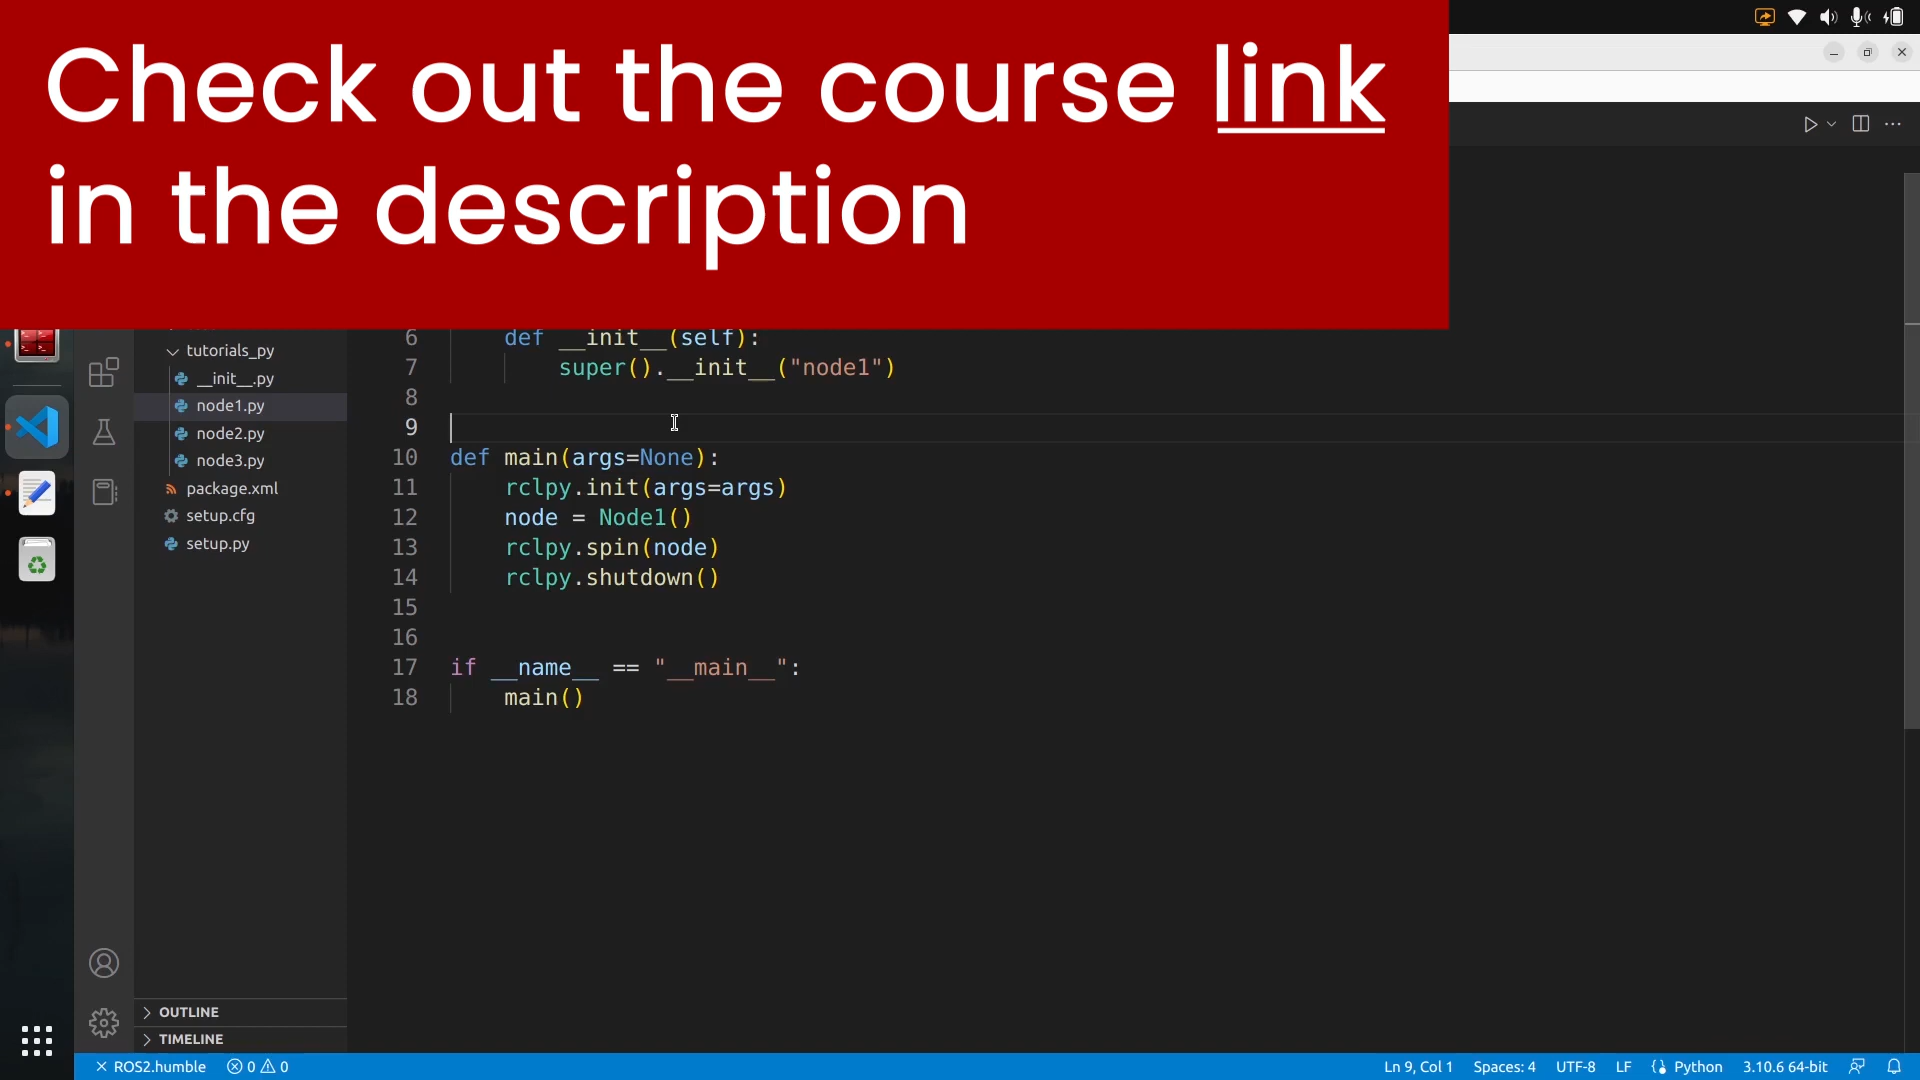 Check out the course link
in the description
6 def __init__(self):
tutorials_py
7 super().__init__("node1")
__init__.py
8
node1.py
9
node2.py
10 def main(args=None):
node3.py
11 rclpy.init(args=args)
package.xml
12 node = Node1()
setup.cfg
13 rclpy.spin(node)
setup.py
14 rclpy.shutdown()
15
16
17 if __name__ == "__main__":
18 main()
OUTLINE
TIMELINE
ROS2.humble 0 0 Ln 9, Col 1 Spaces: 4 UTF-8 LF Python 3.10.6 64-bit